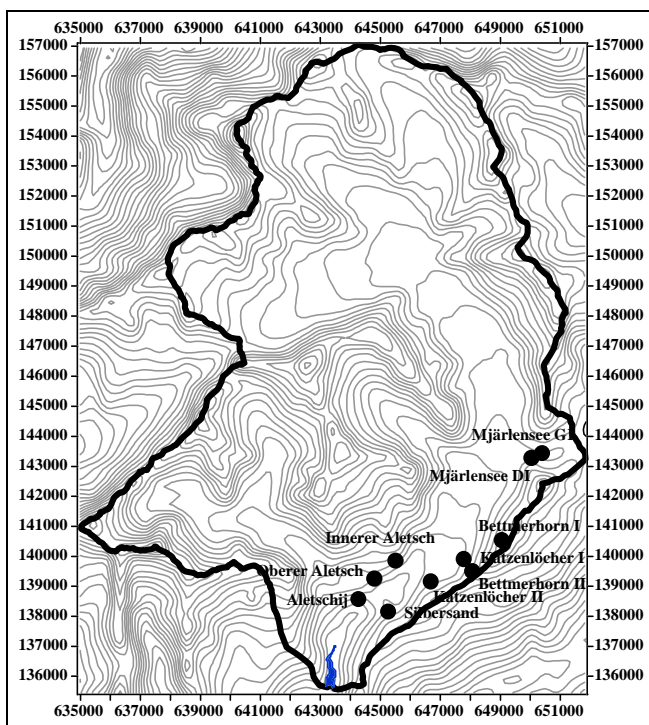 635000 637000 639000 641000 643000 645000 647000 649000 651000
157000 157000
156000 156000
155000 155000
154000 154000
153000 153000
152000 152000
151000 151000
150000 150000
149000 149000
148000 148000
147000 147000
146000 146000
145000 145000
144000 144000
Mjärlensee GI
143000 143000
Mjärlensee DI
142000 142000
141000 141000
Bettmerhorn I
Innerer Aletsch
140000 140000
Katzenlöcher I
Oberer Aletsch
Bettmerhorn II
139000 139000
Aletschij
Katzenlöcher II
Silbersand
138000 138000
137000 137000
136000 136000
635000 637000 639000 641000 643000 645000 647000 649000 651000